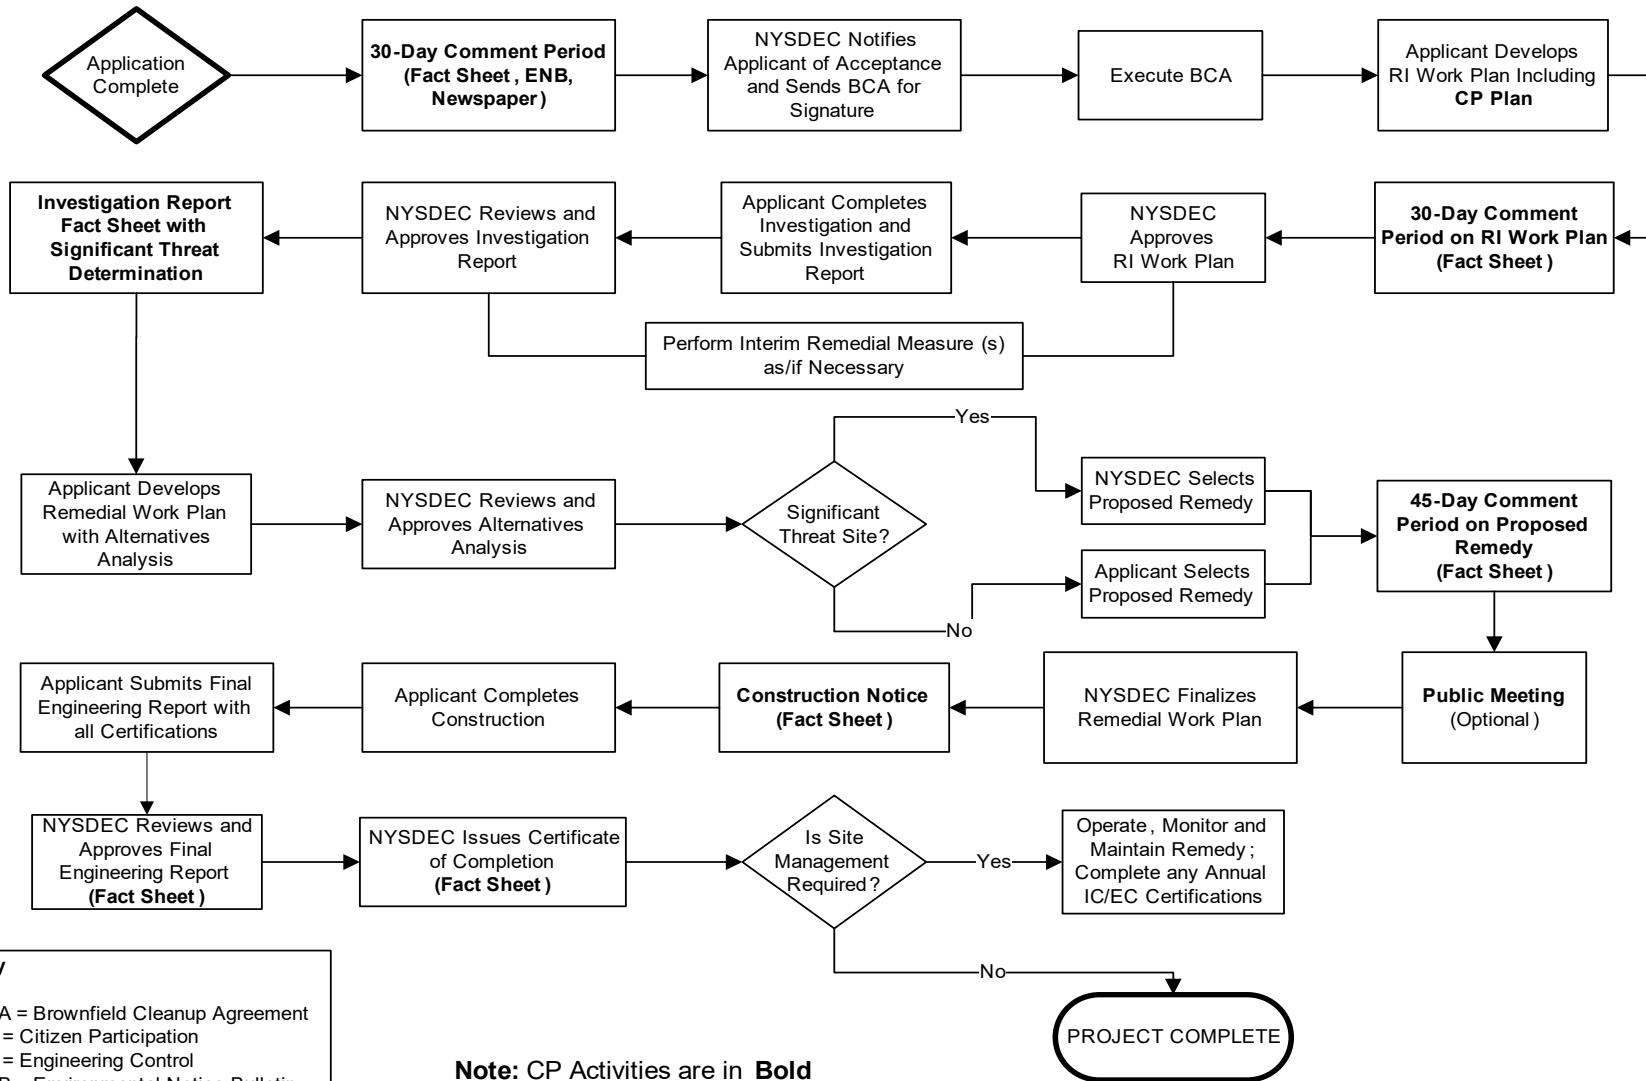 Application
Complete
30-Day Comment Period
(Fact Sheet, ENB,
Newspaper)
NYSDEC Notifies
Applicant of Acceptance
and Sends BCA for
Signature
Execute BCA
Applicant Develops
RI Work Plan Including
CP Plan
Investigation Report
Fact Sheet with
Significant Threat
Determination
NYSDEC Reviews and
Approves Investigation
Report
Applicant Completes
Investigation and
Submits Investigation
Report
NYSDEC
Approves
RI Work Plan
30-Day Comment
Period on RI Work Plan
(Fact Sheet)
Perform Interim Remedial Measure (s)
as/if Necessary
Applicant Develops
Remedial Work Plan
with Alternatives
Analysis
NYSDEC Reviews and
Approves Alternatives
Analysis
Significant
Threat Site?
Yes
No
NYSDEC Selects
Proposed Remedy
Applicant Selects
Proposed Remedy
45-Day Comment
Period on Proposed
Remedy
(Fact Sheet)
Applicant Submits Final
Engineering Report with
all Certifications
Applicant Completes
Construction
Construction Notice
(Fact Sheet)
NYSDEC Finalizes
Remedial Work Plan
Public Meeting
(Optional)
NYSDEC Reviews and
Approves Final
Engineering Report
(Fact Sheet)
NYSDEC Issues Certificate
of Completion
(Fact Sheet)
Is Site
Management
Required?
Yes
Operate, Monitor and
Maintain Remedy;
Complete any Annual
IC/EC Certifications
No
PROJECT COMPLETE
A = Brownfield Cleanup Agreement
= Citizen Participation
= Engineering Control
Note: CP Activities are in Bold